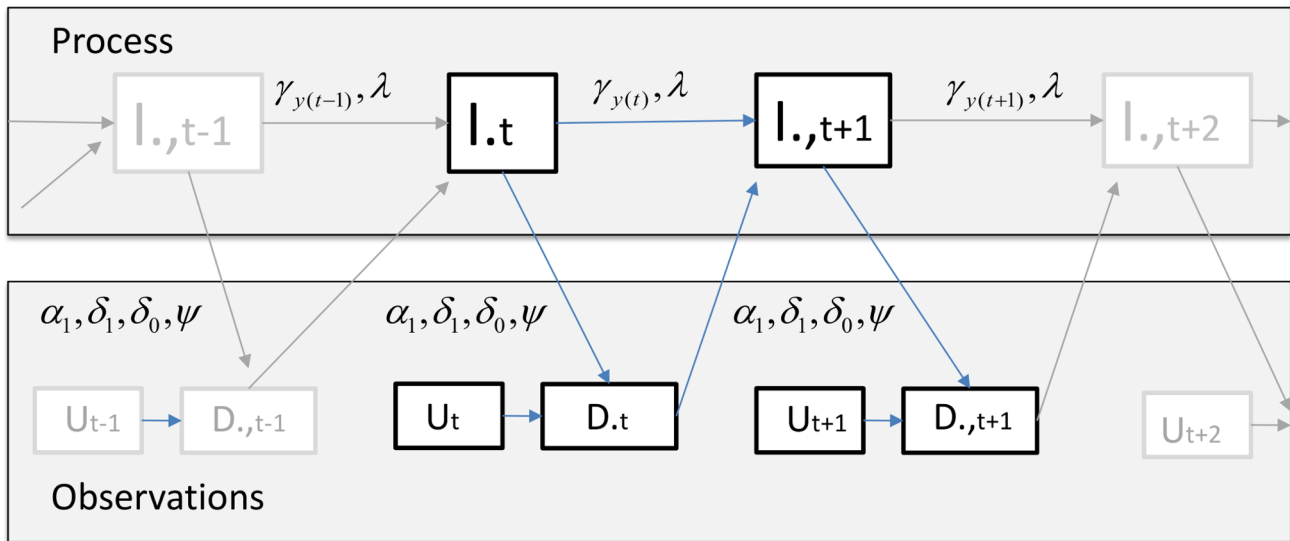 Process
γy(t−1), λ
γy(t), λ
γy(t+1), λ
I.,t-1
I.t
I.,t+1
I.,t+2
α1, δ1, δ0, ψ
α1, δ1, δ0, ψ
α1, δ1, δ0, ψ
Ut-1
D.,t-1
Ut
D.t
Ut+1
D.,t+1
Ut+2
Observations